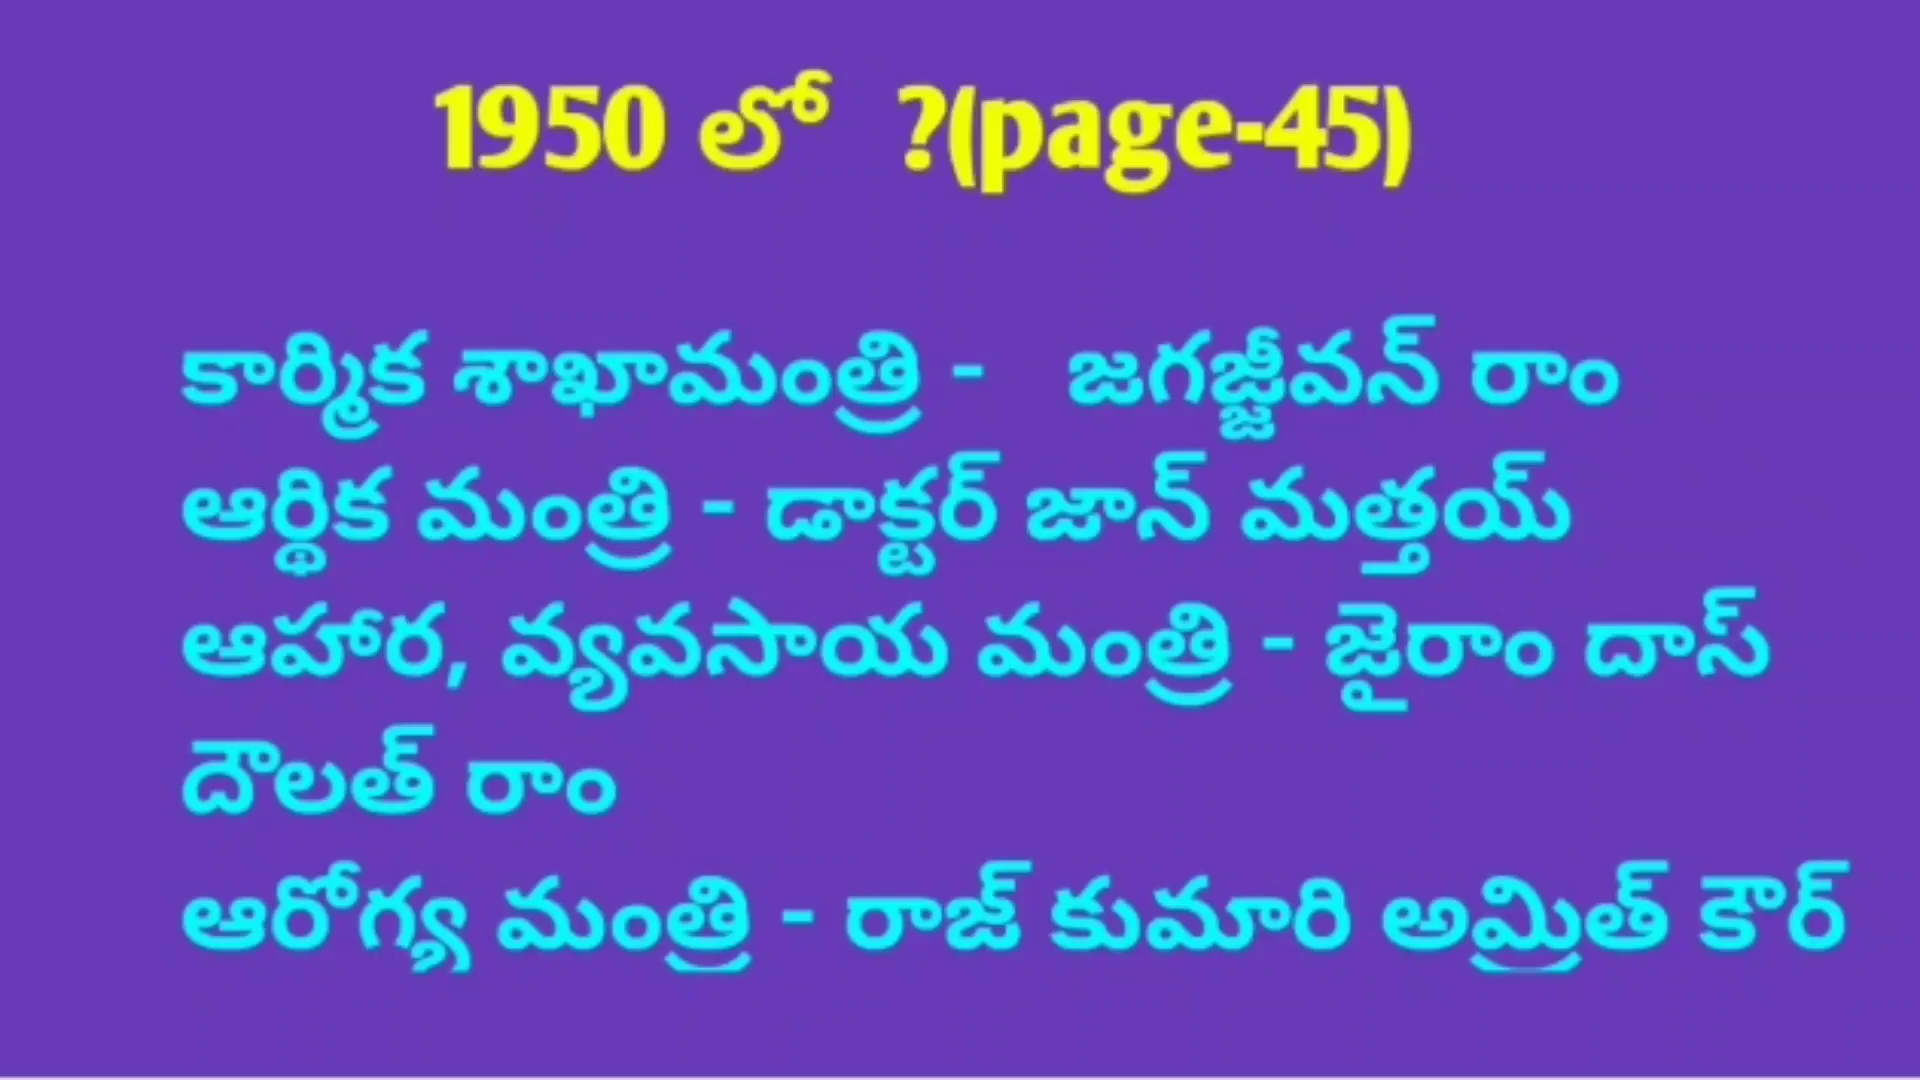 1950 లో ?(page-45)
కార్మిక శాఖామంత్రి - జగజ్జీవన్ రాం
ఆర్థిక మంత్రి - డాక్టర్ జాన్ మత్తయ్
ఆహార, వ్యవసాయ మంత్రి - జైరాం దాస్
దౌలత్ రాం
ఆరోగ్య మంత్రి - రాజ్ కుమారి అమ్రిత్ కౌర్